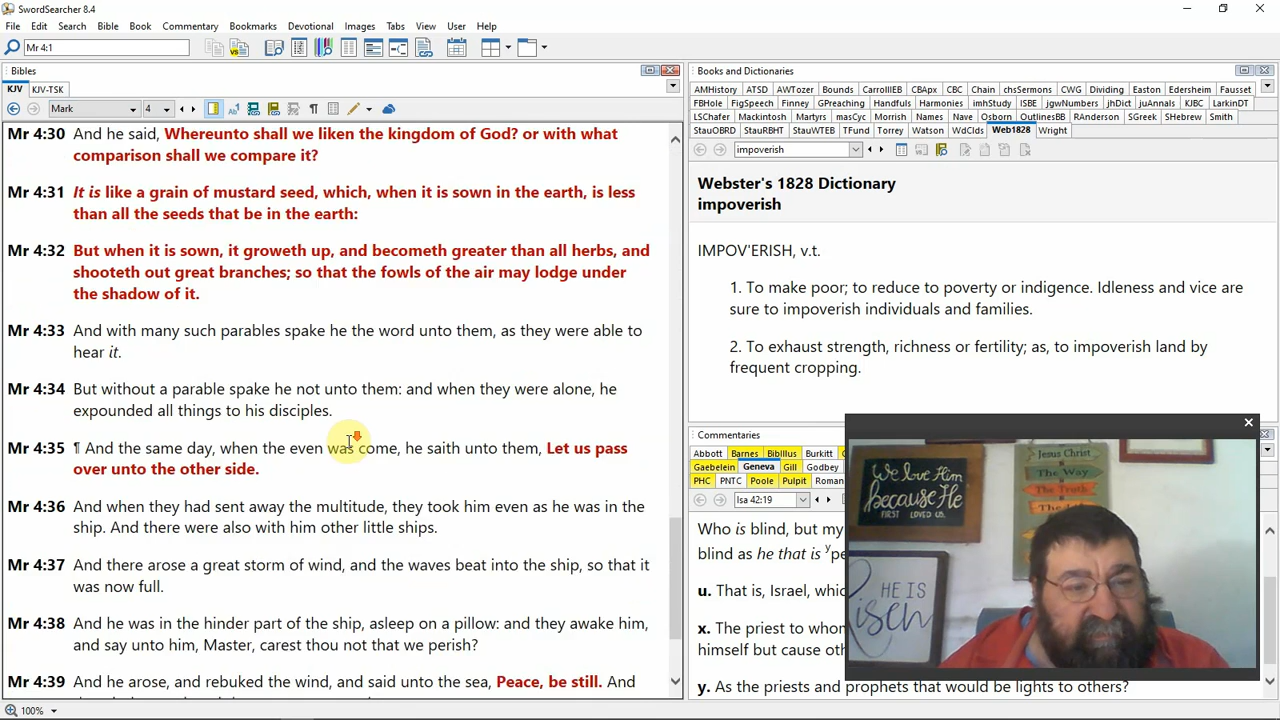 SwordSearcher 8.4
File Edit Search Bible Book Commentary Bookmarks Devotional Images Tabs View User Help
Mr 4:1
Bibles
KJV KJV-TSK
Mark 4
Mr 4:30 And he said, Whereunto shall we liken the kingdom of God? or with what
comparison shall we compare it?
Mr 4:31 It is like a grain of mustard seed, which, when it is sown in the earth, is less
than all the seeds that be in the earth:
Mr 4:32 But when it is sown, it groweth up, and becometh greater than all herbs, and
shooteth out great branches; so that the fowls of the air may lodge under
the shadow of it.
Mr 4:33 And with many such parables spake he the word unto them, as they were able to
hear it.
Mr 4:34 But without a parable spake he not unto them: and when they were alone, he
expounded all things to his disciples.
Mr 4:35 ¶ And the same day, when the even was come, he saith unto them, Let us pass
over unto the other side.
Mr 4:36 And when they had sent away the multitude, they took him even as he was in the
ship. And there were also with him other little ships.
Mr 4:37 And there arose a great storm of wind, and the waves beat into the ship, so that it
was now full.
Mr 4:38 And he was in the hinder part of the ship, asleep on a pillow: and they awake him,
and say unto him, Master, carest thou not that we perish?
Mr 4:39 And he arose, and rebuked the wind, and said unto the sea, Peace, be still. And
100%
Books and Dictionaries
AMHistory ATSD AWTozer Bounds CarrollIEB CBApx CBC Chain chsSermons CWG Dividing Easton Edersheim Fausset
FBHole FigSpeech Finney GPreaching Handfuls Harmonies imhStudy ISBE jgwNumbers jhDict juAnnals KJBC LarkinDT
LSChafer Mackintosh Martyrs masCyc Morrish Names Nave Osborn OutlinesBB RAnderson SGreek SHebrew Smith
StauOBRD StauRBHT StauWTEB TFund Torrey Watson WdClds Web1828 Wright
impoverish
Webster's 1828 Dictionary
impoverish
IMPOV'ERISH, v.t.
1. To make poor; to reduce to poverty or indigence. Idleness and vice are
sure to impoverish individuals and families.
2. To exhaust strength, richness or fertility; as, to impoverish land by
frequent cropping.
Commentaries
Abbott Barnes BibIllus Burkitt
Gaebelein Geneva Gill Godbey
PHC PNTC Poole Pulpit Roman
Isa 42:19
Who is blind, but my
blind as he that is ype
u. That is, Israel, whic
x. The priest to whom
himself but cause oth
y. As the priests and prophets that would be lights to others?
We love Him
because He
FIRST LOVED US.
Jesus Christ
The Way
The Truth
HE IS
Risen